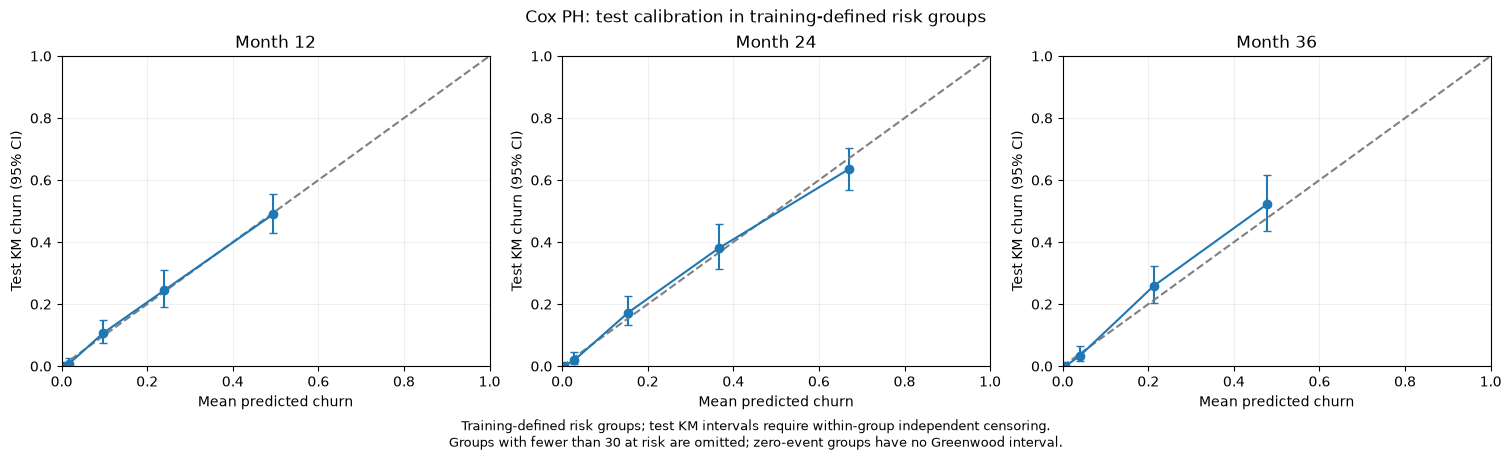 Cox PH: test calibration in training-defined risk groups
Month 12
Month 24
Month 36
Test KM churn (95% CI)
1.0
0.8
0.6
0.4
0.2
0.0
0.0 0.2 0.4 0.6 0.8 1.0
Mean predicted churn
Test KM churn (95% CI)
1.0
0.8
0.6
0.4
0.2
0.0
0.0 0.2 0.4 0.6 0.8 1.0
Mean predicted churn
Test KM churn (95% CI)
1.0
0.8
0.6
0.4
0.2
0.0
0.0 0.2 0.4 0.6 0.8 1.0
Mean predicted churn
Training-defined risk groups; test KM intervals require within-group independent censoring.
Groups with fewer than 30 at risk are omitted; zero-event groups have no Greenwood interval.